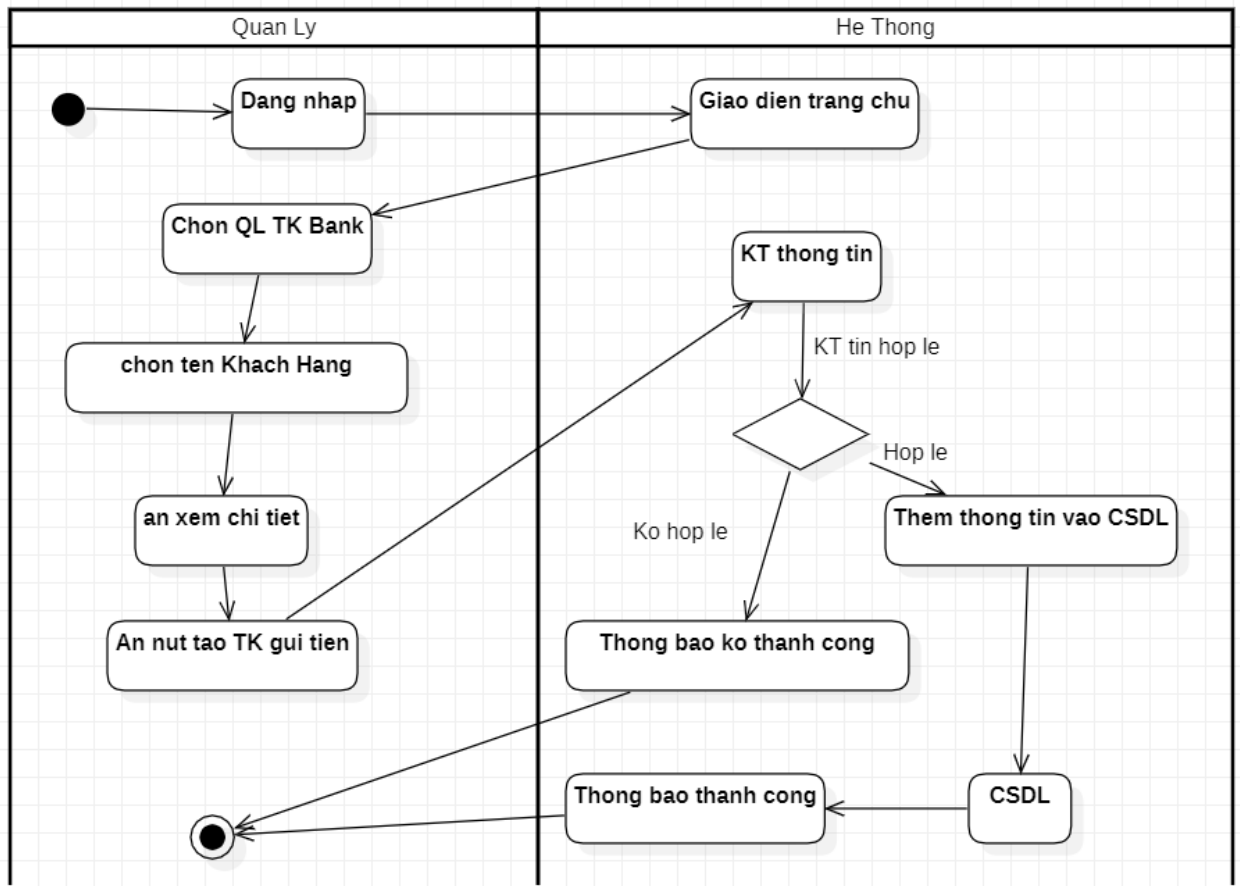 Quan Ly
He Thong
Dang nhap
Giao dien trang chu
Chon QL TK Bank
KT thong tin
KT tin hop le
chon ten Khach Hang
Hop le
an xem chi tiet
Them thong tin vao CSDL
Ko hop le
An nut tao TK gui tien
Thong bao ko thanh cong
Thong bao thanh cong
CSDL